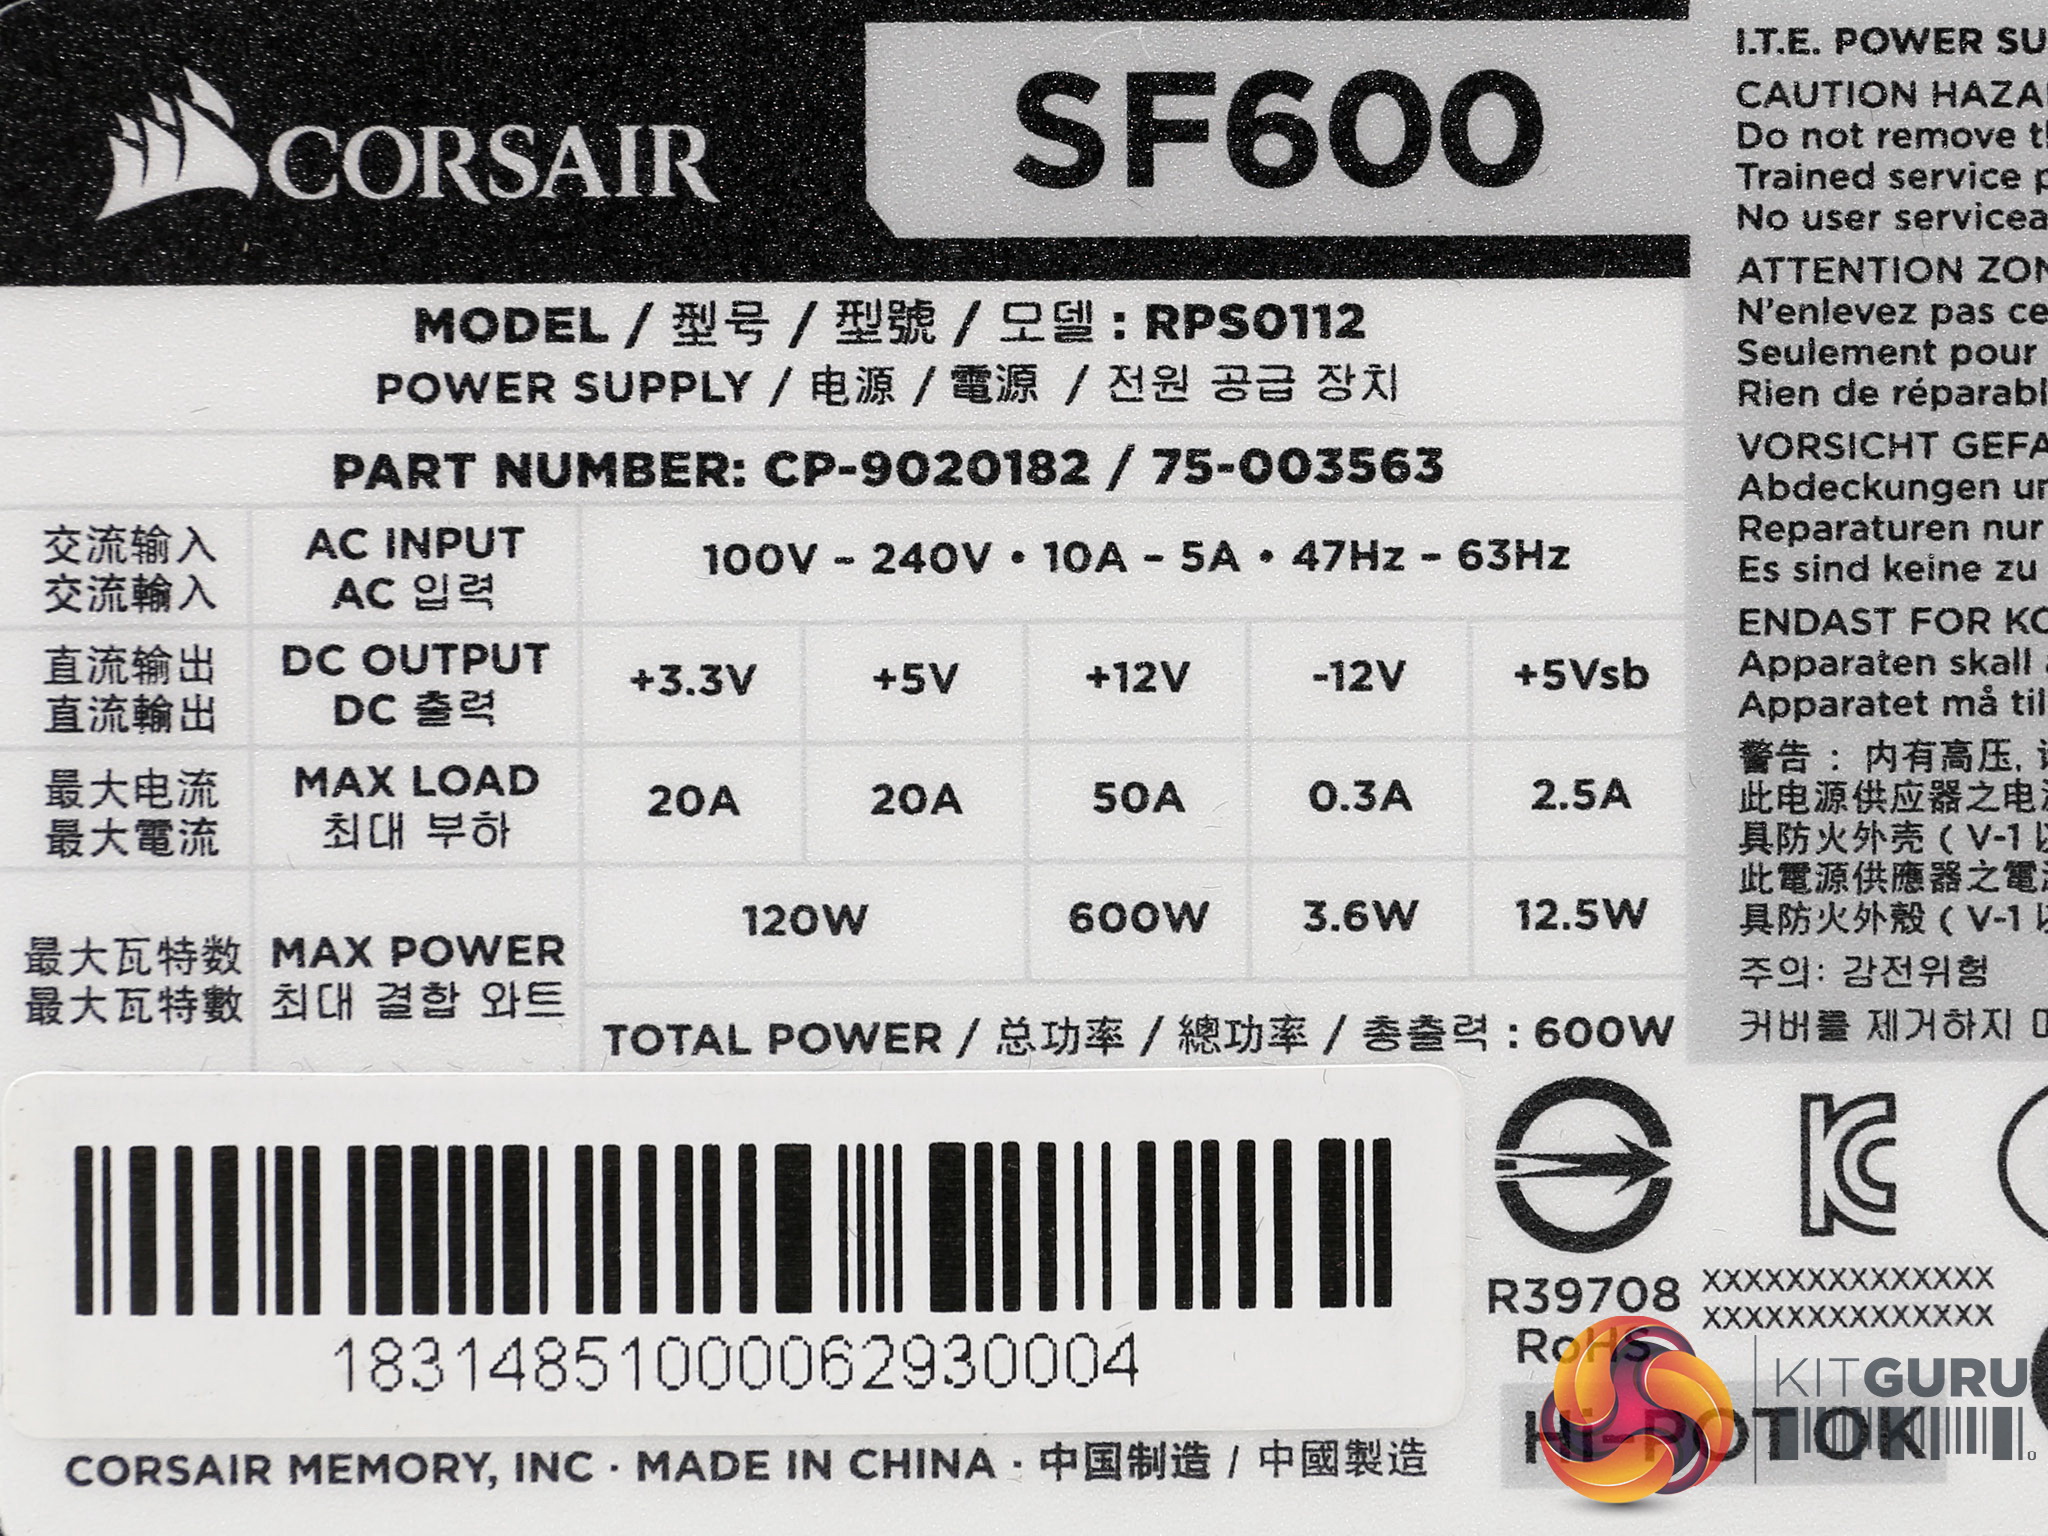 CORSAIR
SF600
MODEL / 型号 / 型號 / 모델 : RPS0112
POWER SUPPLY / 电源 / 電源 / 전원 공급 장치
PART NUMBER: CP-9020182 / 75-003563
交流输入
交流輸入
AC INPUT
AC 입력
100V ~ 240V • 10A – 5A • 47Hz – 63Hz
直流输出
直流輸出
DC OUTPUT
DC 출력
+3.3V
+5V
+12V
-12V
+5Vsb
最大电流
最大電流
MAX LOAD
최대 부하
20A
20A
50A
0.3A
2.5A
最大瓦特数
最大瓦特數
MAX POWER
최대 결합 와트
120W
600W
3.6W
12.5W
TOTAL POWER / 总功率 / 總功率 / 총출력 : 600W
18314851000062930004
CORSAIR MEMORY, INC · MADE IN CHINA · 中国制造 / 中國製造
I.T.E. POWER SU
CAUTION HAZA
Do not remove
Trained service
No user servicea
ATTENTION ZON
N'enlevez pas ce
Seulement pour
Rien de réparabl
VORSICHT GEFA
Abdeckungen un
Reparaturen nur
Es sind keine zu
ENDAST FOR KO
Apparaten skall
Apparatet må til
警告 : 内有高压,
此电源供应器之电
具防火外壳 ( V-1
此電源供應器之電
具防火外殼 ( V-1
주의: 감전위험
커버를 제거하지
R39708
RoHS
XXXXXXXXXXXXXX
XXXXXXXXXXXXXX
Hi-POT OK
KITGURU